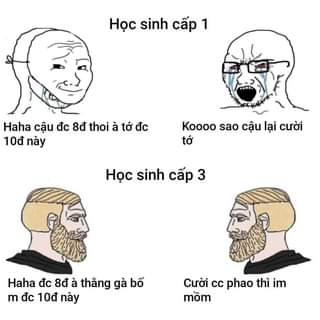 Học sinh cấp 1
Haha cậu đc 8đ thoi à tớ đc
10đ này
Koooo sao cậu lại cười
tớ
Học sinh cấp 3
Haha đc 8đ à thằng gà bố
m đc 10đ này
Cười cc phao thì im
mồm